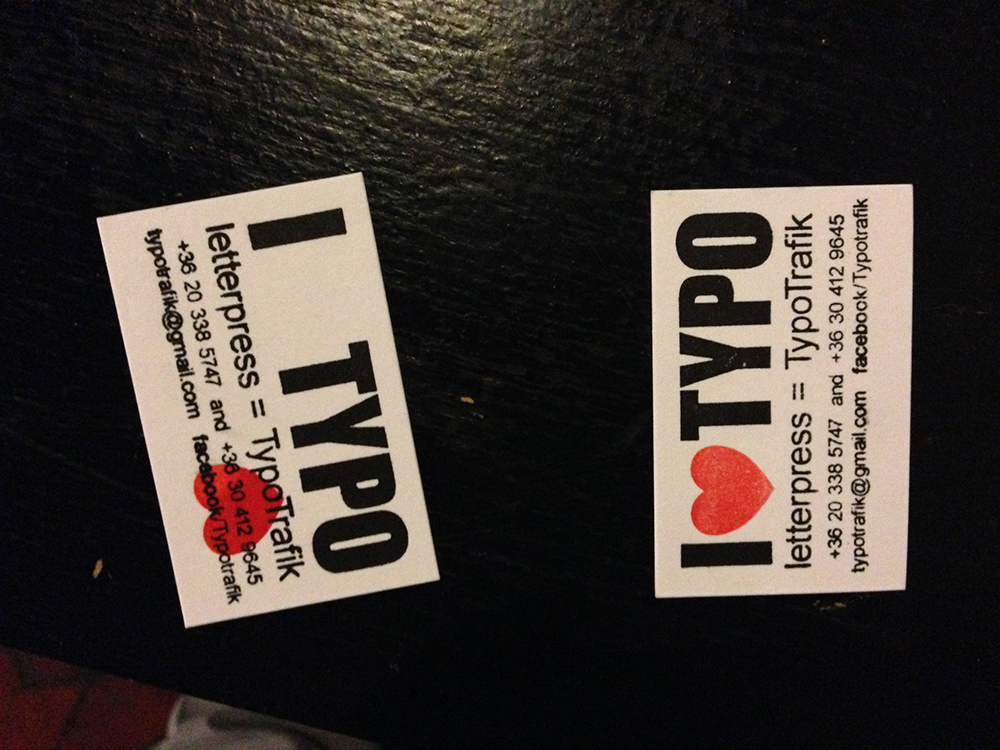 I TYPO
letterpress = TypoTrafik
+36 20 338 5747 and +36 30 412 9645
typotrafik@gmail.com facebook/Typotrafik
I ♥ TYPO
letterpress = TypoTrafik
+36 20 338 5747 and +36 30 412 9645
typotrafik@gmail.com facebook/Typotrafik